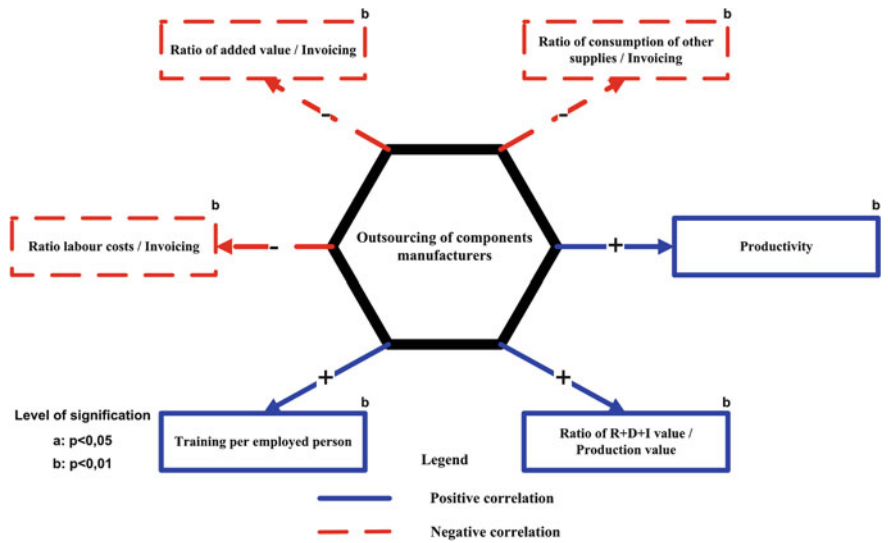 b
b
Ratio of added value / Invoicing
Ratio of consumption of other
supplies / Invoicing
-
-
b
b
Ratio labour costs / Invoicing
-
Outsourcing of components
manufacturers
+
Productivity
+
+
b
b
Level of signification
a: p<0,05
b: p<0,01
Training per employed person
Ratio of R+D+I value /
Production value
Legend
Positive correlation
Negative correlation